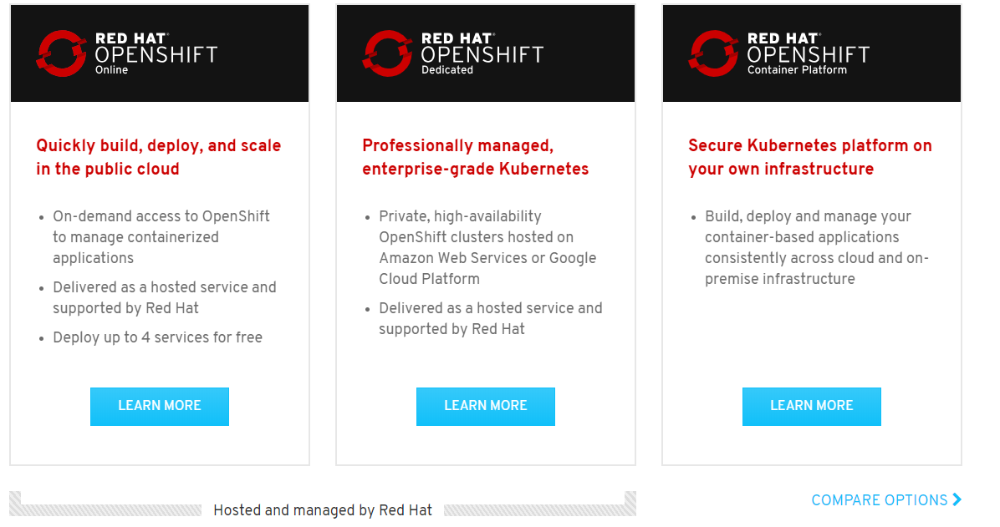 RED HAT®
OPENSHIFT
Online
Quickly build, deploy, and scale
in the public cloud
• On-demand access to OpenShift
to manage containerized
applications
• Delivered as a hosted service and
supported by Red Hat
• Deploy up to 4 services for free
LEARN MORE
RED HAT®
OPENSHIFT
Dedicated
Professionally managed,
enterprise-grade Kubernetes
• Private, high-availability
OpenShift clusters hosted on
Amazon Web Services or Google
Cloud Platform
• Delivered as a hosted service and
supported by Red Hat
LEARN MORE
RED HAT®
OPENSHIFT
Container Platform
Secure Kubernetes platform on
your own infrastructure
• Build, deploy and manage your
container-based applications
consistently across cloud and on-
premise infrastructure
LEARN MORE
Hosted and managed by Red Hat
COMPARE OPTIONS